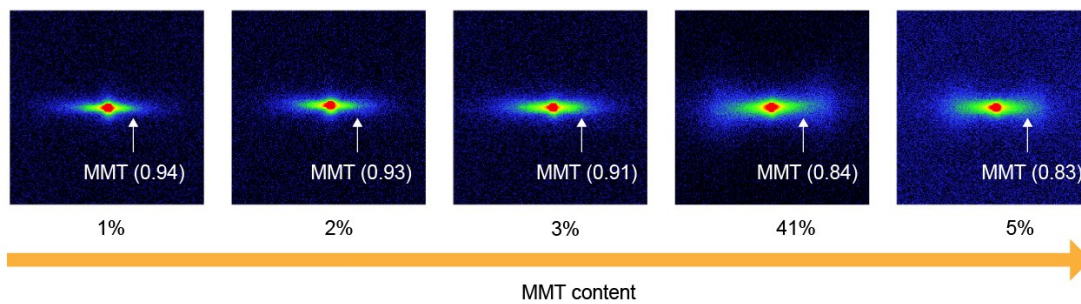 MMT (0.94)
MMT (0.93)
MMT (0.91)
MMT (0.84)
MMT (0.83)
1%
2%
3%
41%
5%
MMT content